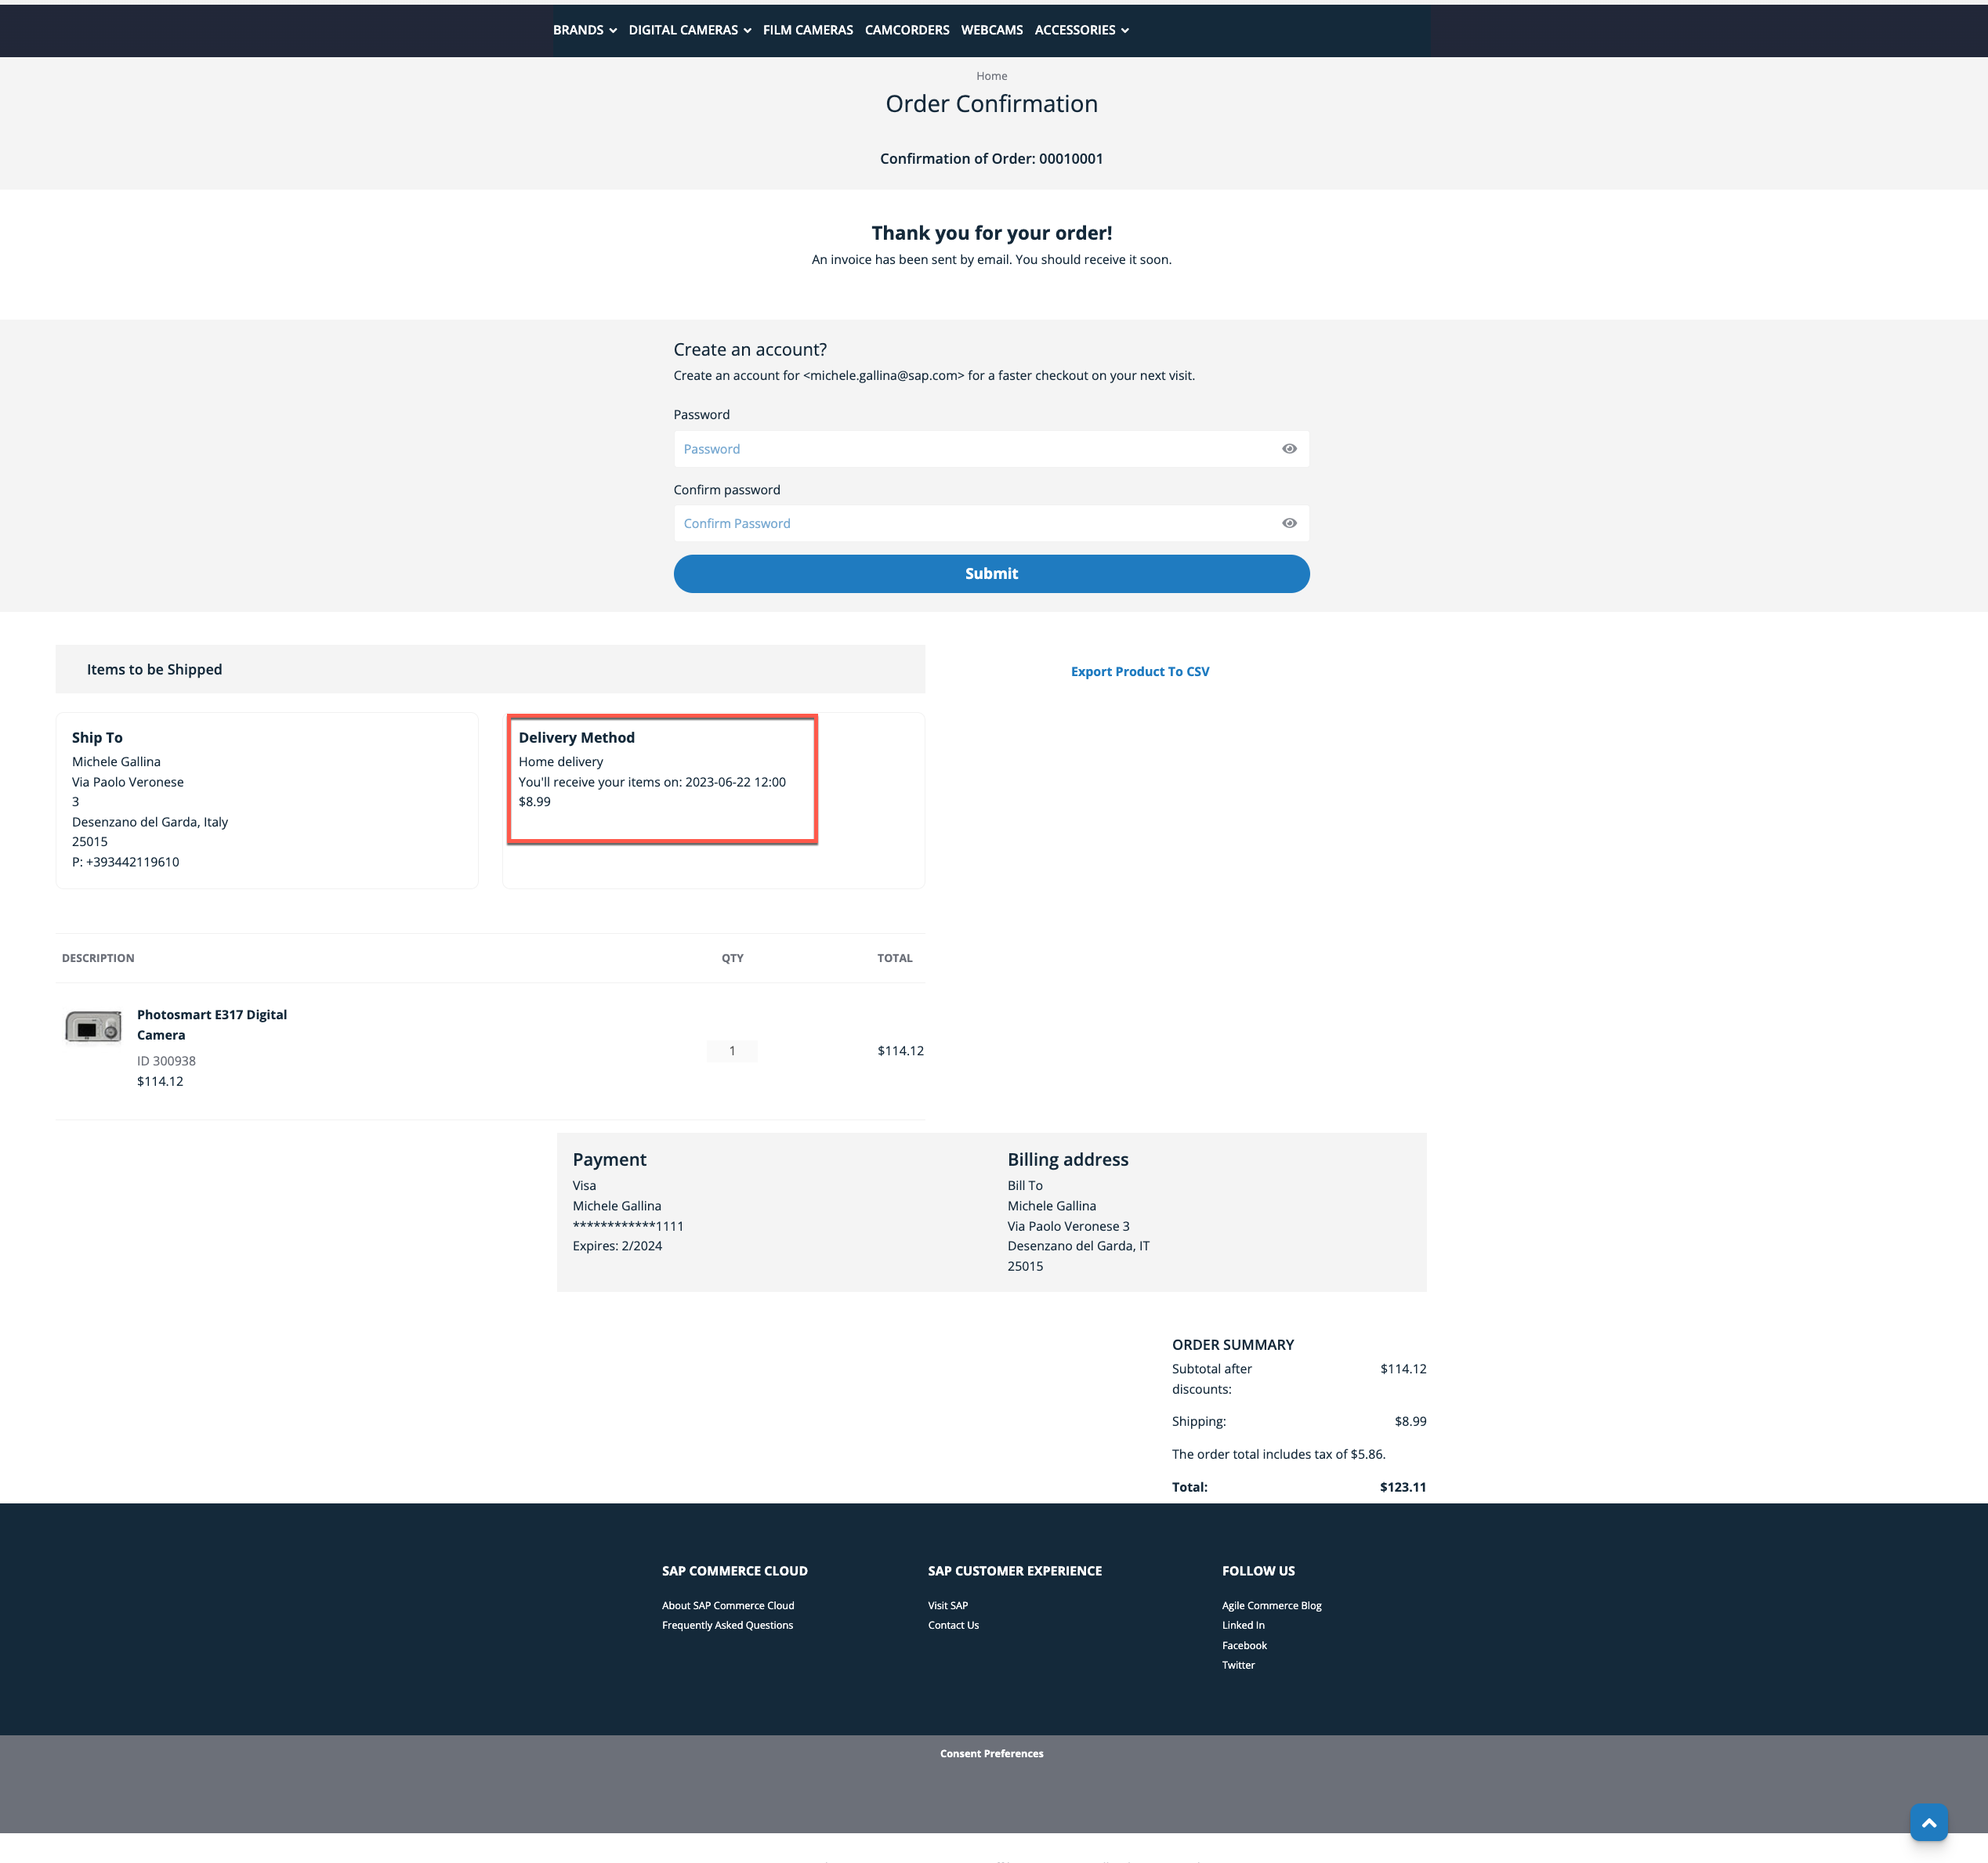 BRANDS DIGITAL CAMERAS FILM CAMERAS CAMCORDERS WEBCAMS ACCESSORIES
Home
Order Confirmation
Confirmation of Order: 00010001
Thank you for your order!
An invoice has been sent by email. You should receive it soon.
Create an account?
Create an account for <michele.gallina@sap.com> for a faster checkout on your next visit.
Password
Password
Confirm password
Confirm Password
Submit
Items to be Shipped
Export Product To CSV
Ship To
Michele Gallina
Via Paolo Veronese
3
Desenzano del Garda, Italy
25015
P: +393442119610
Delivery Method
Home delivery
You'll receive your items on: 2023-06-22 12:00
$8.99
DESCRIPTION QTY TOTAL
Photosmart E317 Digital
Camera
ID 300938
$114.12
1
$114.12
Payment
Visa
Michele Gallina
************1111
Expires: 2/2024
Billing address
Bill To
Michele Gallina
Via Paolo Veronese 3
Desenzano del Garda, IT
25015
ORDER SUMMARY
Subtotal after
discounts:
$114.12
Shipping: $8.99
The order total includes tax of $5.86.
Total: $123.11
SAP COMMERCE CLOUD
About SAP Commerce Cloud
Frequently Asked Questions
SAP CUSTOMER EXPERIENCE
Visit SAP
Contact Us
FOLLOW US
Agile Commerce Blog
Linked In
Facebook
Twitter
Consent Preferences